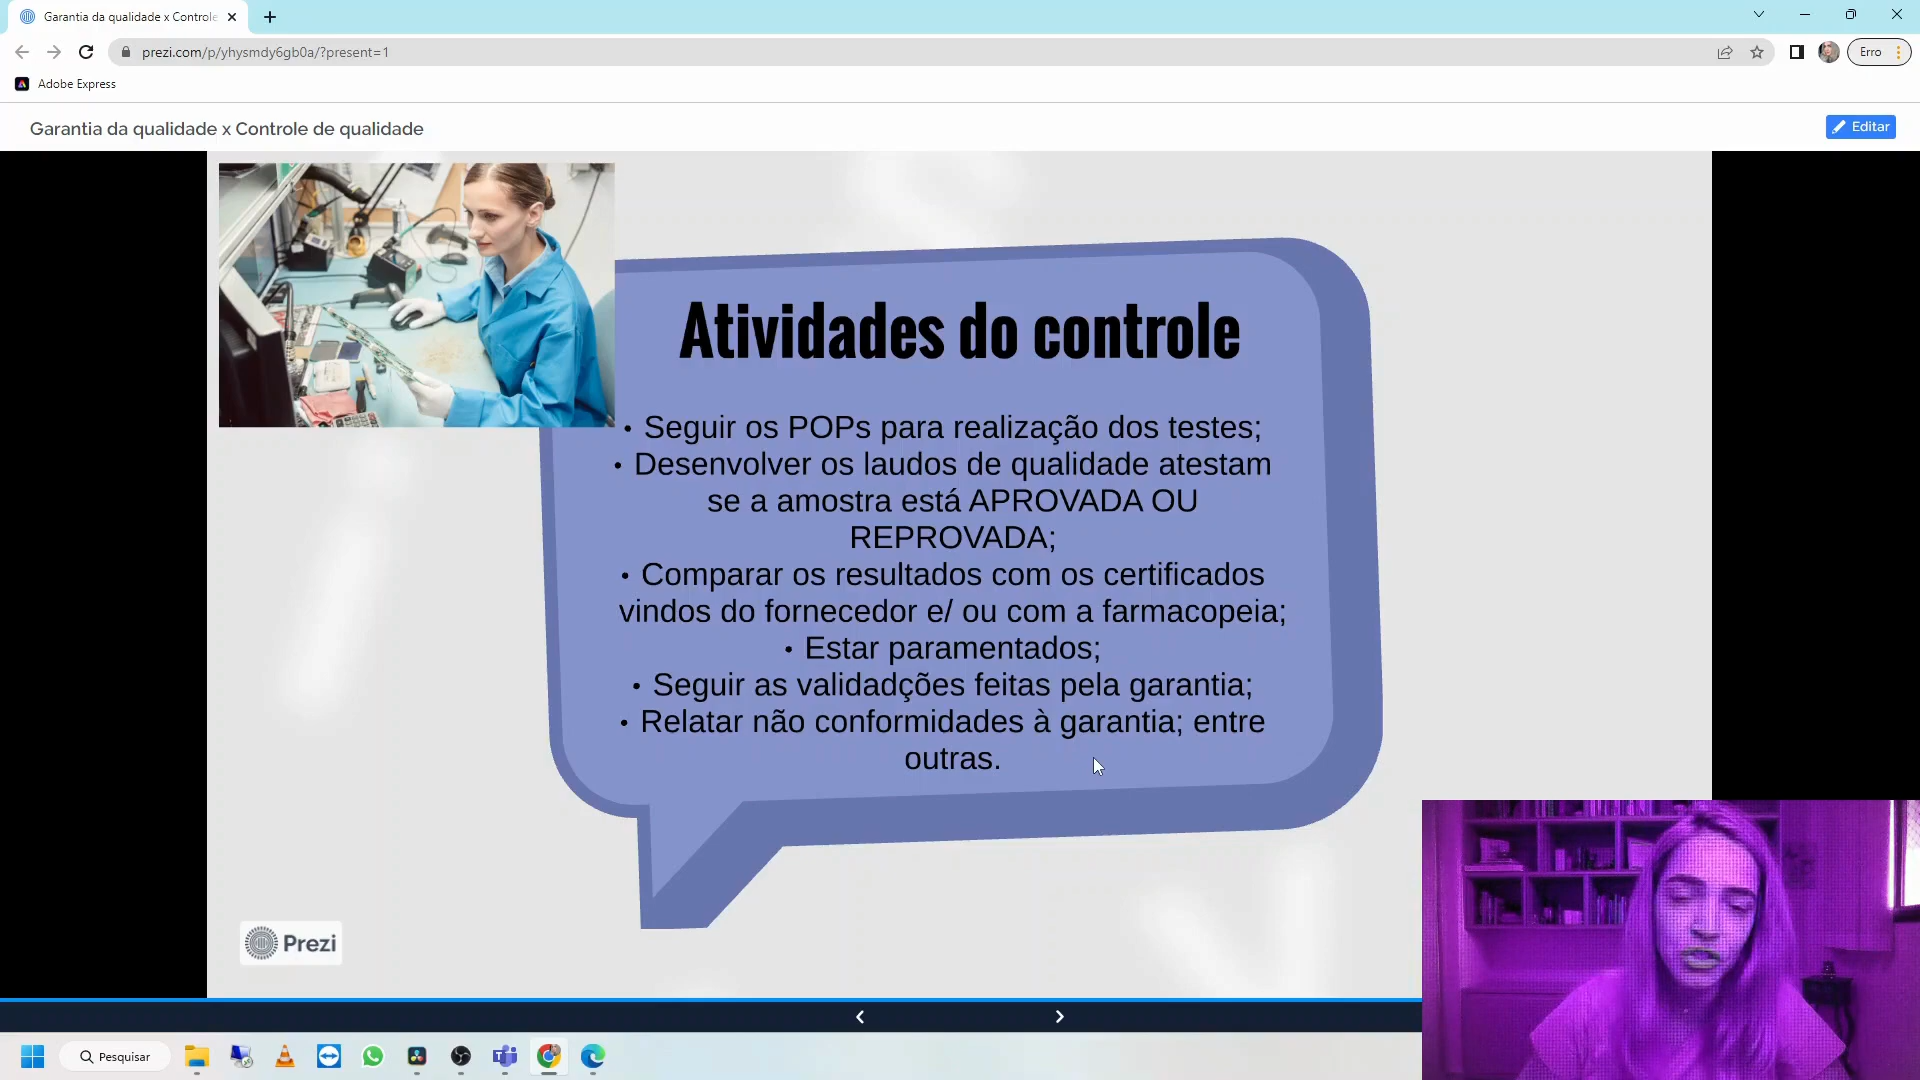 Garantia da qualidade x Controle
prezi.com/p/yhysmdy6gb0a/?present=1
Erro
Adobe Express
Garantia da qualidade x Controle de qualidade
Editar
Atividades do controle
• Seguir os POPs para realização dos testes;
• Desenvolver os laudos de qualidade atestam
se a amostra está APROVADA OU
REPROVADA;
• Comparar os resultados com os certificados
vindos do fornecedor e/ ou com a farmacopeia;
• Estar paramentados;
• Seguir as validadções feitas pela garantia;
• Relatar não conformidades à garantia; entre
outras.
Prezi
Pesquisar